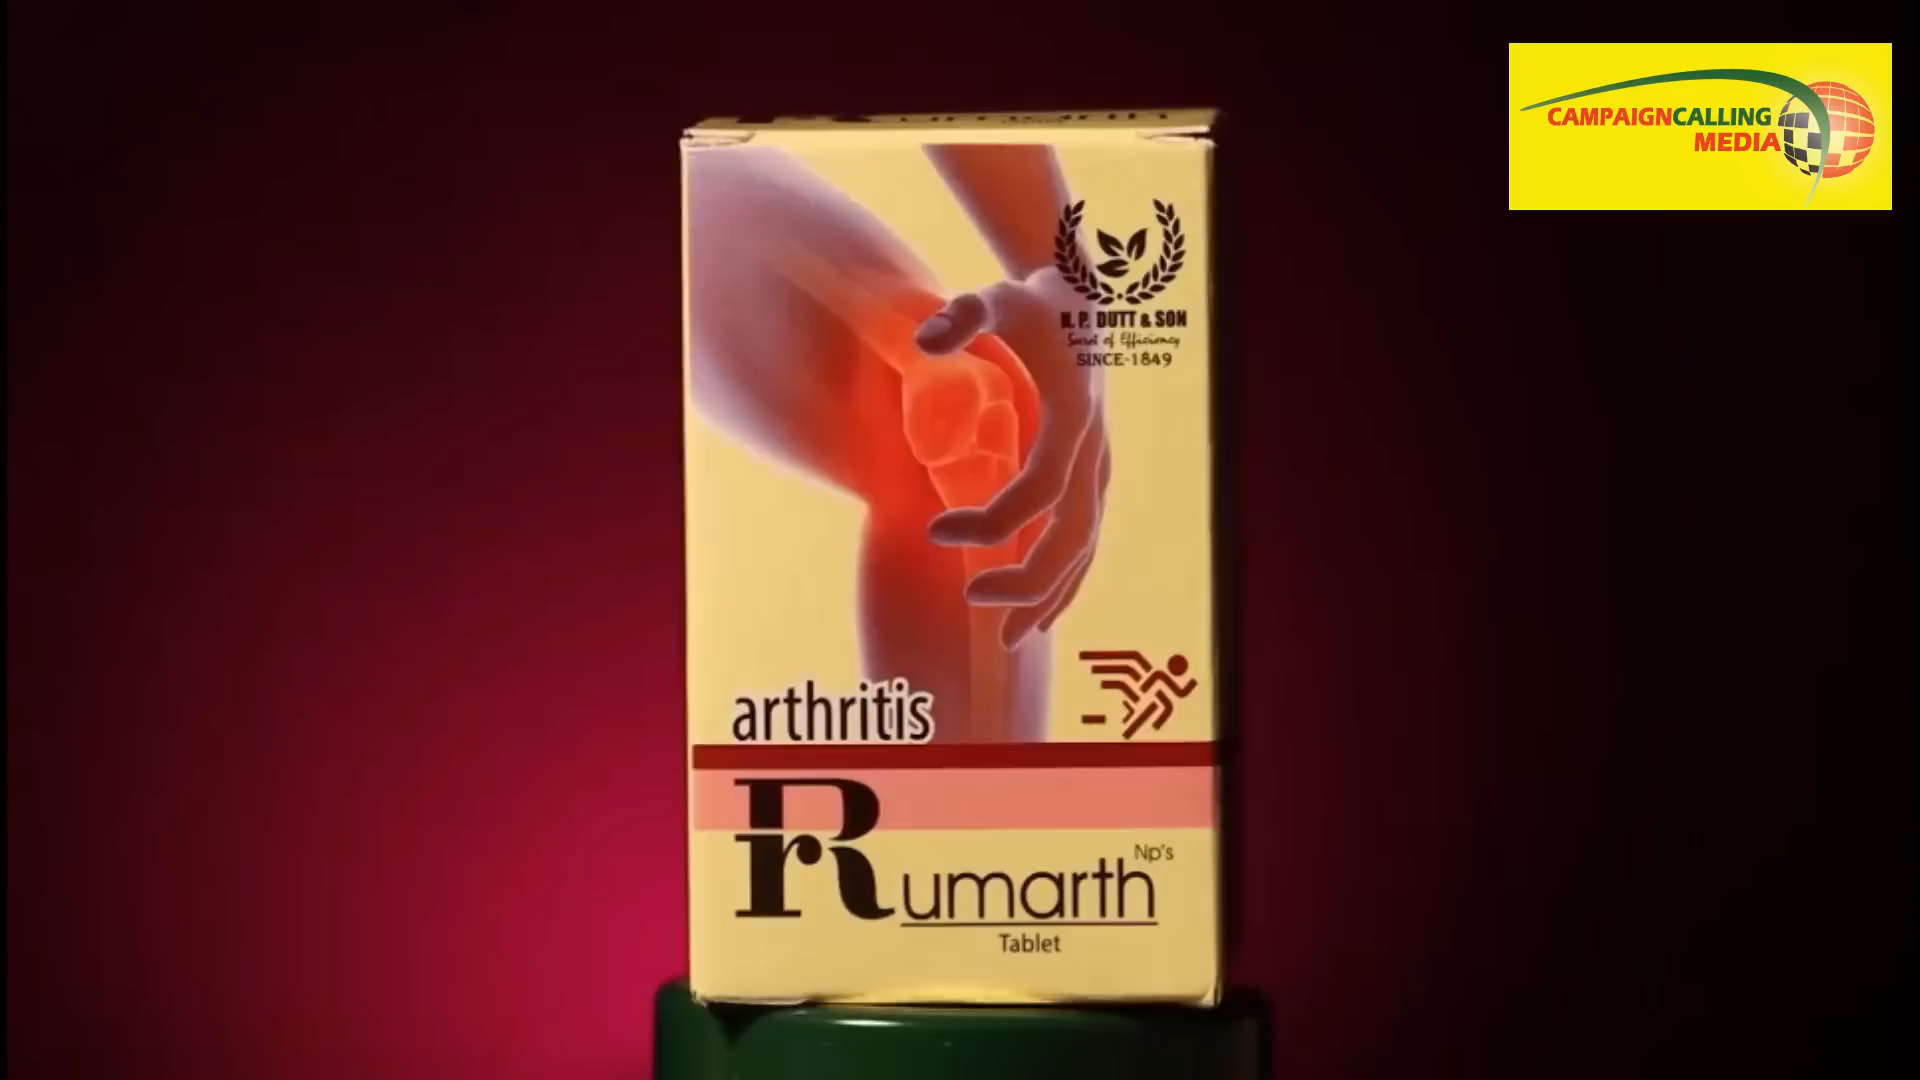 CAMPAIGNCALLING
MEDIA
N. P. DUTT & SON
Secret of Efficiency
SINCE-1849
arthritis
Rumarth
Np's
Tablet